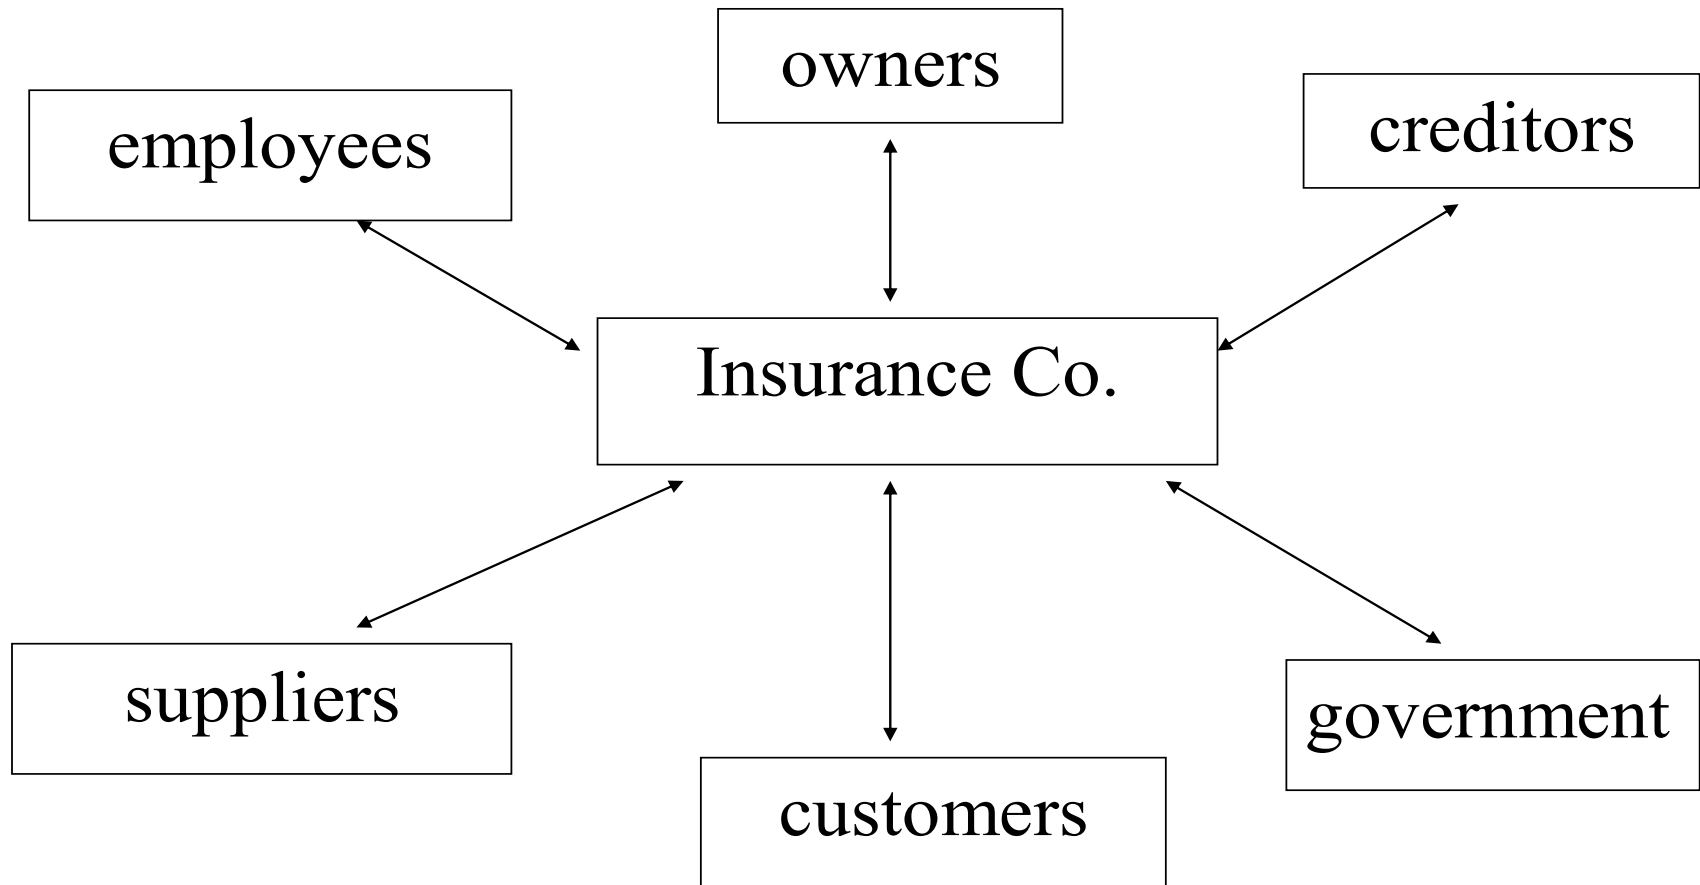 owners
employees
creditors
Insurance Co.
suppliers
government
customers